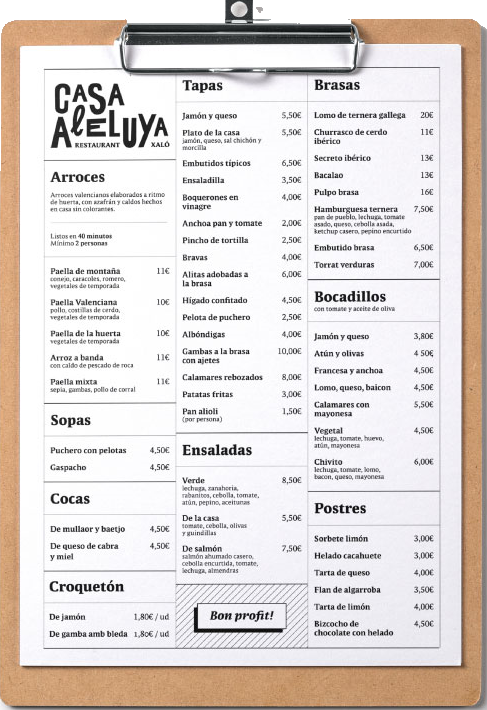 CASA
AlELUYA
RESTAURANT XALÓ
Arroces
Arroces valencianos elaborados a ritmo
de huerta, con azafrán y caldos hechos
en casa sin colorantes.
Listos en 40 minutos
Mínimo 2 personas
Paella de montaña 11€
conejo, caracoles, romero,
vegetales de temporada
Paella Valenciana 10€
pollo, costillas de cerdo,
vegetales de temporada
Paella de la huerta 10€
vegetales de temporada
Arroz a banda 11€
con caldo de pescado de roca
Paella mixta 11€
sepia, gambas, pollo de corral
Sopas
Puchero con pelotas 4,50€
Gaspacho 4,50€
Cocas
De mullaor y baetjo 4,50€
De queso de cabra 4,50€
y miel
Croquetón
De jamón 1,80€ / ud
De gamba amb bleda 1,80€ / ud
Tapas
Jamón y queso 5,50€
Plato de la casa 5,50€
jamón, queso, sal chichón y
morcilla
Embutidos típicos 6,50€
Ensaladilla 3,50€
Boquerones en 4,00€
vinagre
Anchoa pan y tomate 2,00€
Pincho de tortilla 2,50€
Bravas 4,00€
Alitas adobadas a 6,00€
la brasa
Hígado confitado 4,50€
Pelota de puchero 2,50€
Albóndigas 4,00€
Gambas a la brasa 10,00€
con ajetes
Calamares rebozados 8,00€
Patatas fritas 3,00€
Pan alioli 1,50€
(por persona)
Ensaladas
Verde 8,50€
lechuga, zanahoria,
rabanitos, cebolla, tomate,
atún, pepino, aceitunas
De la casa 5,50€
tomate, cebolla, olivas
y guindillas
De salmón 7,50€
salmón ahumado casero,
cebolla encurtida, tomate,
lechuga, almendras
Bon profit!
Brasas
Lomo de ternera gallega 20€
Churrasco de cerdo 11€
ibérico
Secreto ibérico 13€
Bacalao 13€
Pulpo brasa 16€
Hamburguesa ternera 7,50€
pan de pueblo, lechuga, tomate
asado, queso, cebolla asada,
ketchup casero, pepino encurtido
Embutido brasa 6,50€
Torrat verduras 7,00€
Bocadillos
con tomate y aceite de oliva
Jamón y queso 3,80€
Atún y olivas 4 50€
Francesa y anchoa 4,50€
Lomo, queso, baicon 4,50€
Calamares con 5,50€
mayonesa
Vegetal 4,50€
lechuga, tomate, huevo,
atún, mayonesa
Chivito 6,00€
lechuga, tomate, lomo,
bacon, queso, mayonesa
Postres
Sorbete limón 3,00€
Helado cacahuete 3,00€
Tarta de queso 4,00€
Flan de algarroba 3,50€
Tarta de limón 4,00€
Bizcocho de 4,50€
chocolate con helado